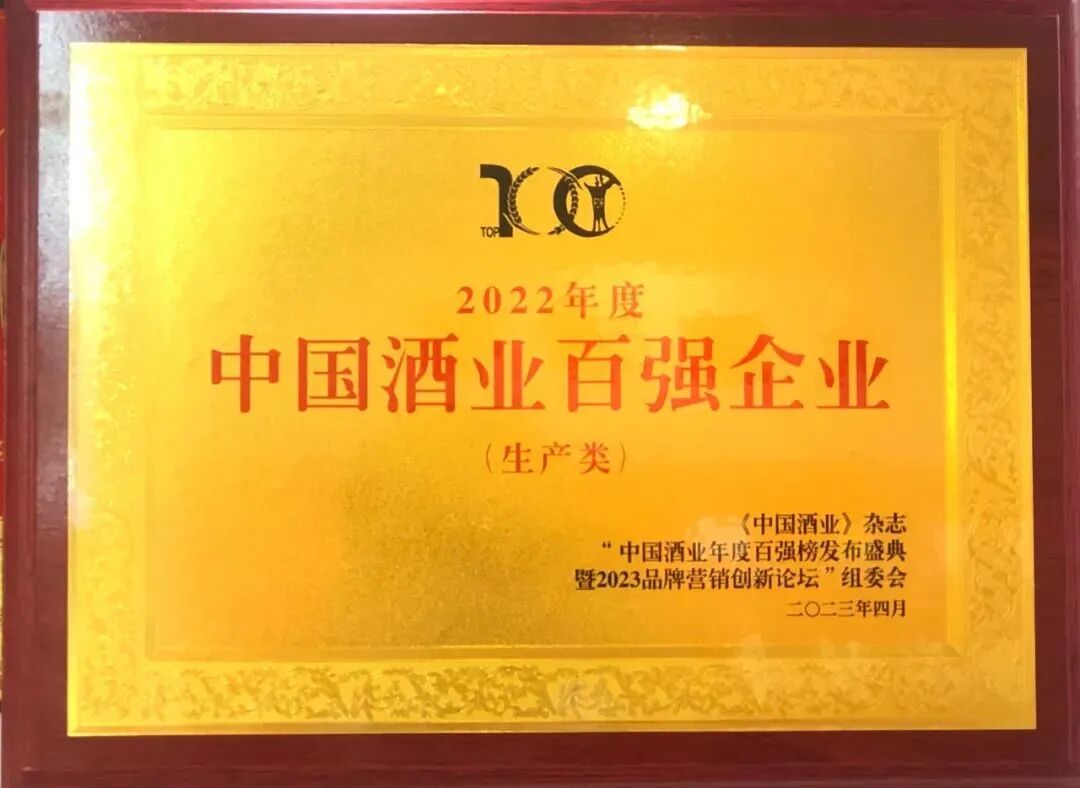 TOP100
2022年度
中国酒业百强企业
（生产类）
《中国酒业》杂志
“中国酒业年度百强榜发布盛典
暨2023品牌营销创新论坛”组委会
二〇二三年四月